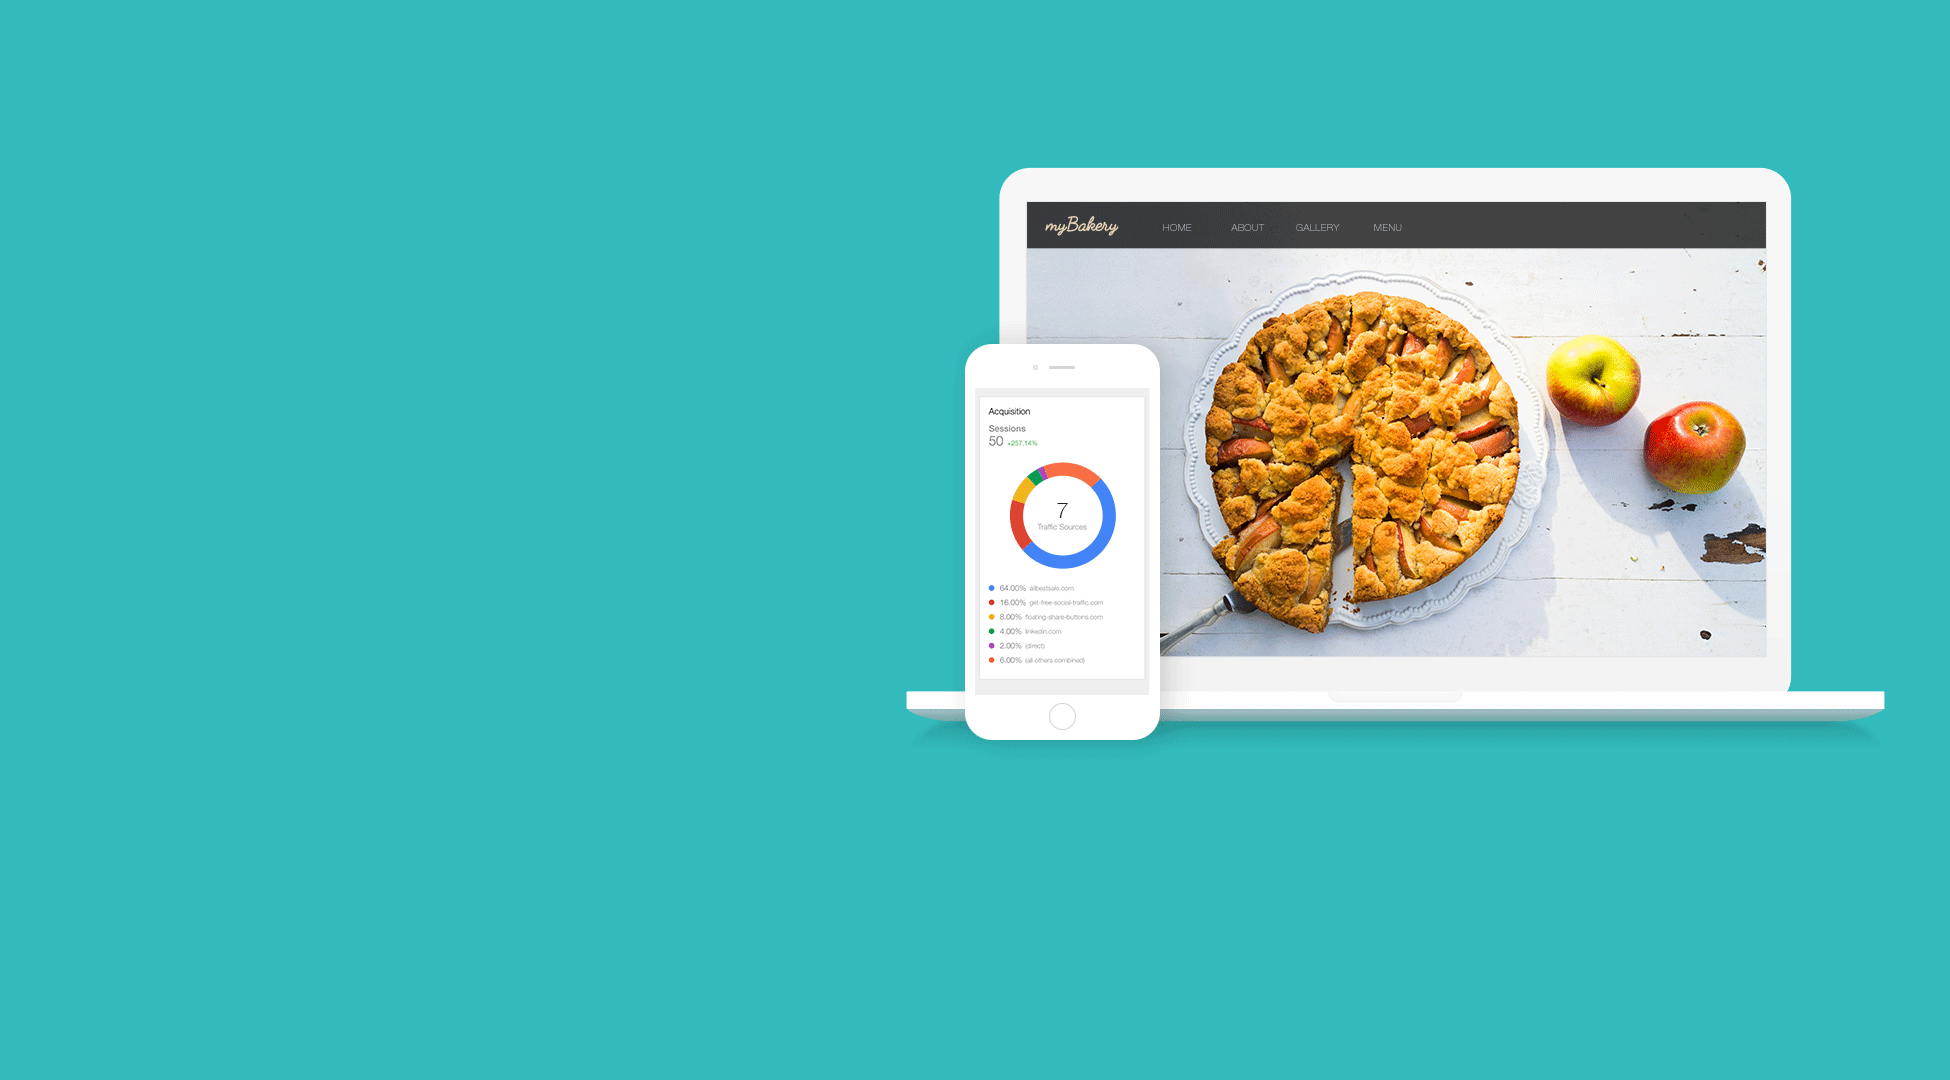 myBakery HOME ABOUT GALLERY MENU
Acquisition
Sessions
50 +257.14%
7
Traffic Sources
64.00% allbestsale.com
16.00% get-free-social-traffic.com
8.00% floating-share-buttons.com
4.00% linkedin.com
2.00% (direct)
6.00% (all others combined)